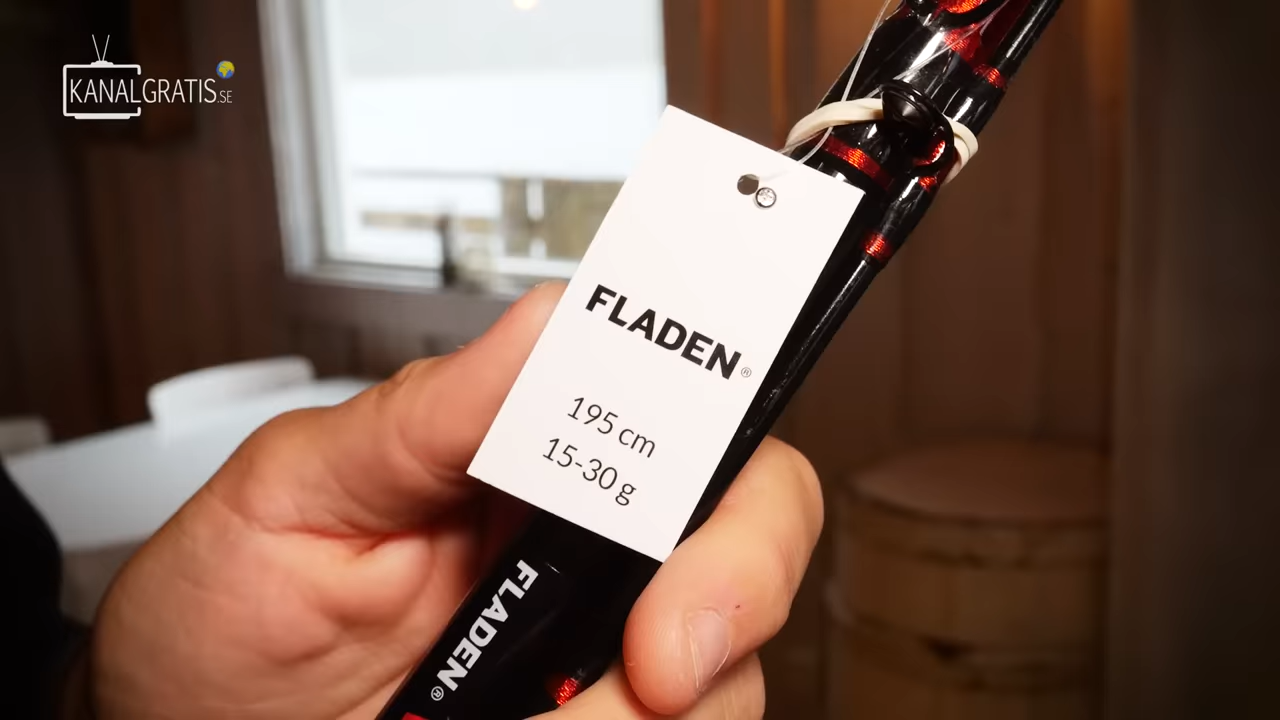 KANALGRATIS.SE
FLADEN®
195 cm
15-30 g
FLADEN®